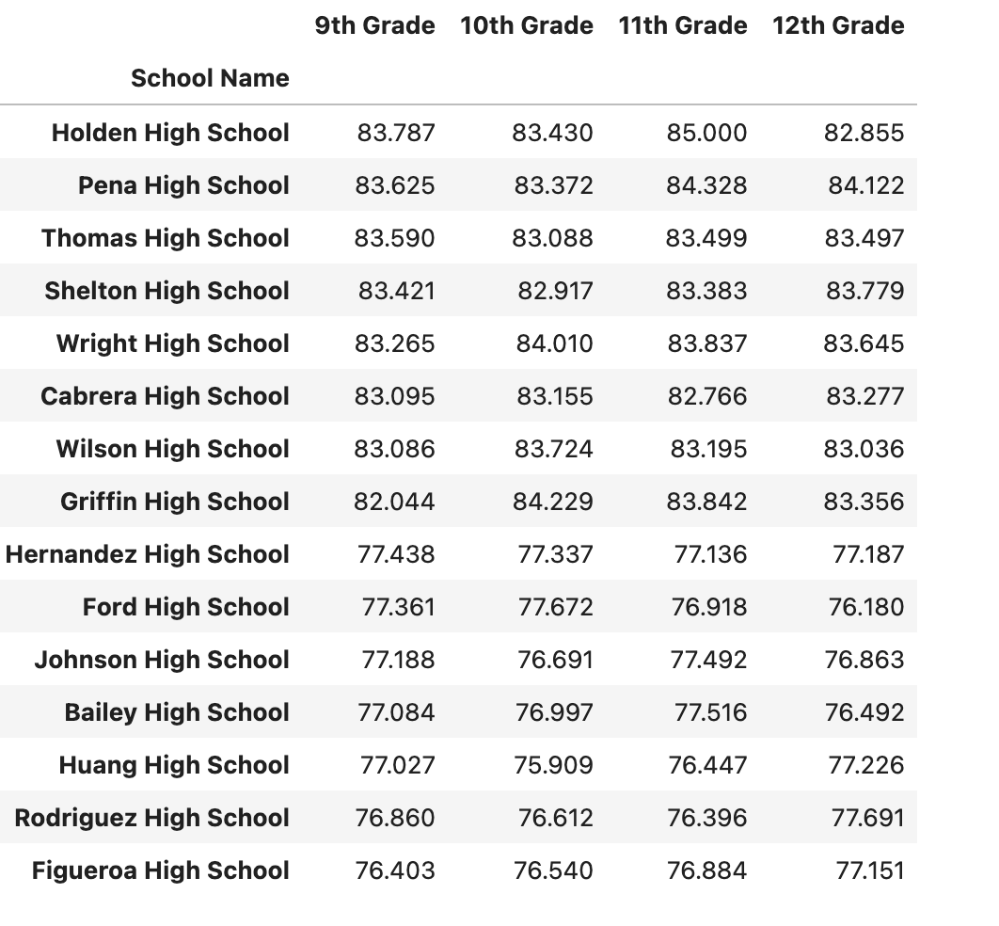 9th Grade 10th Grade 11th Grade 12th Grade
School Name
Holden High School 83.787 83.430 85.000 82.855
Pena High School 83.625 83.372 84.328 84.122
Thomas High School 83.590 83.088 83.499 83.497
Shelton High School 83.421 82.917 83.383 83.779
Wright High School 83.265 84.010 83.837 83.645
Cabrera High School 83.095 83.155 82.766 83.277
Wilson High School 83.086 83.724 83.195 83.036
Griffin High School 82.044 84.229 83.842 83.356
Hernandez High School 77.438 77.337 77.136 77.187
Ford High School 77.361 77.672 76.918 76.180
Johnson High School 77.188 76.691 77.492 76.863
Bailey High School 77.084 76.997 77.516 76.492
Huang High School 77.027 75.909 76.447 77.226
Rodriguez High School 76.860 76.612 76.396 77.691
Figueroa High School 76.403 76.540 76.884 77.151